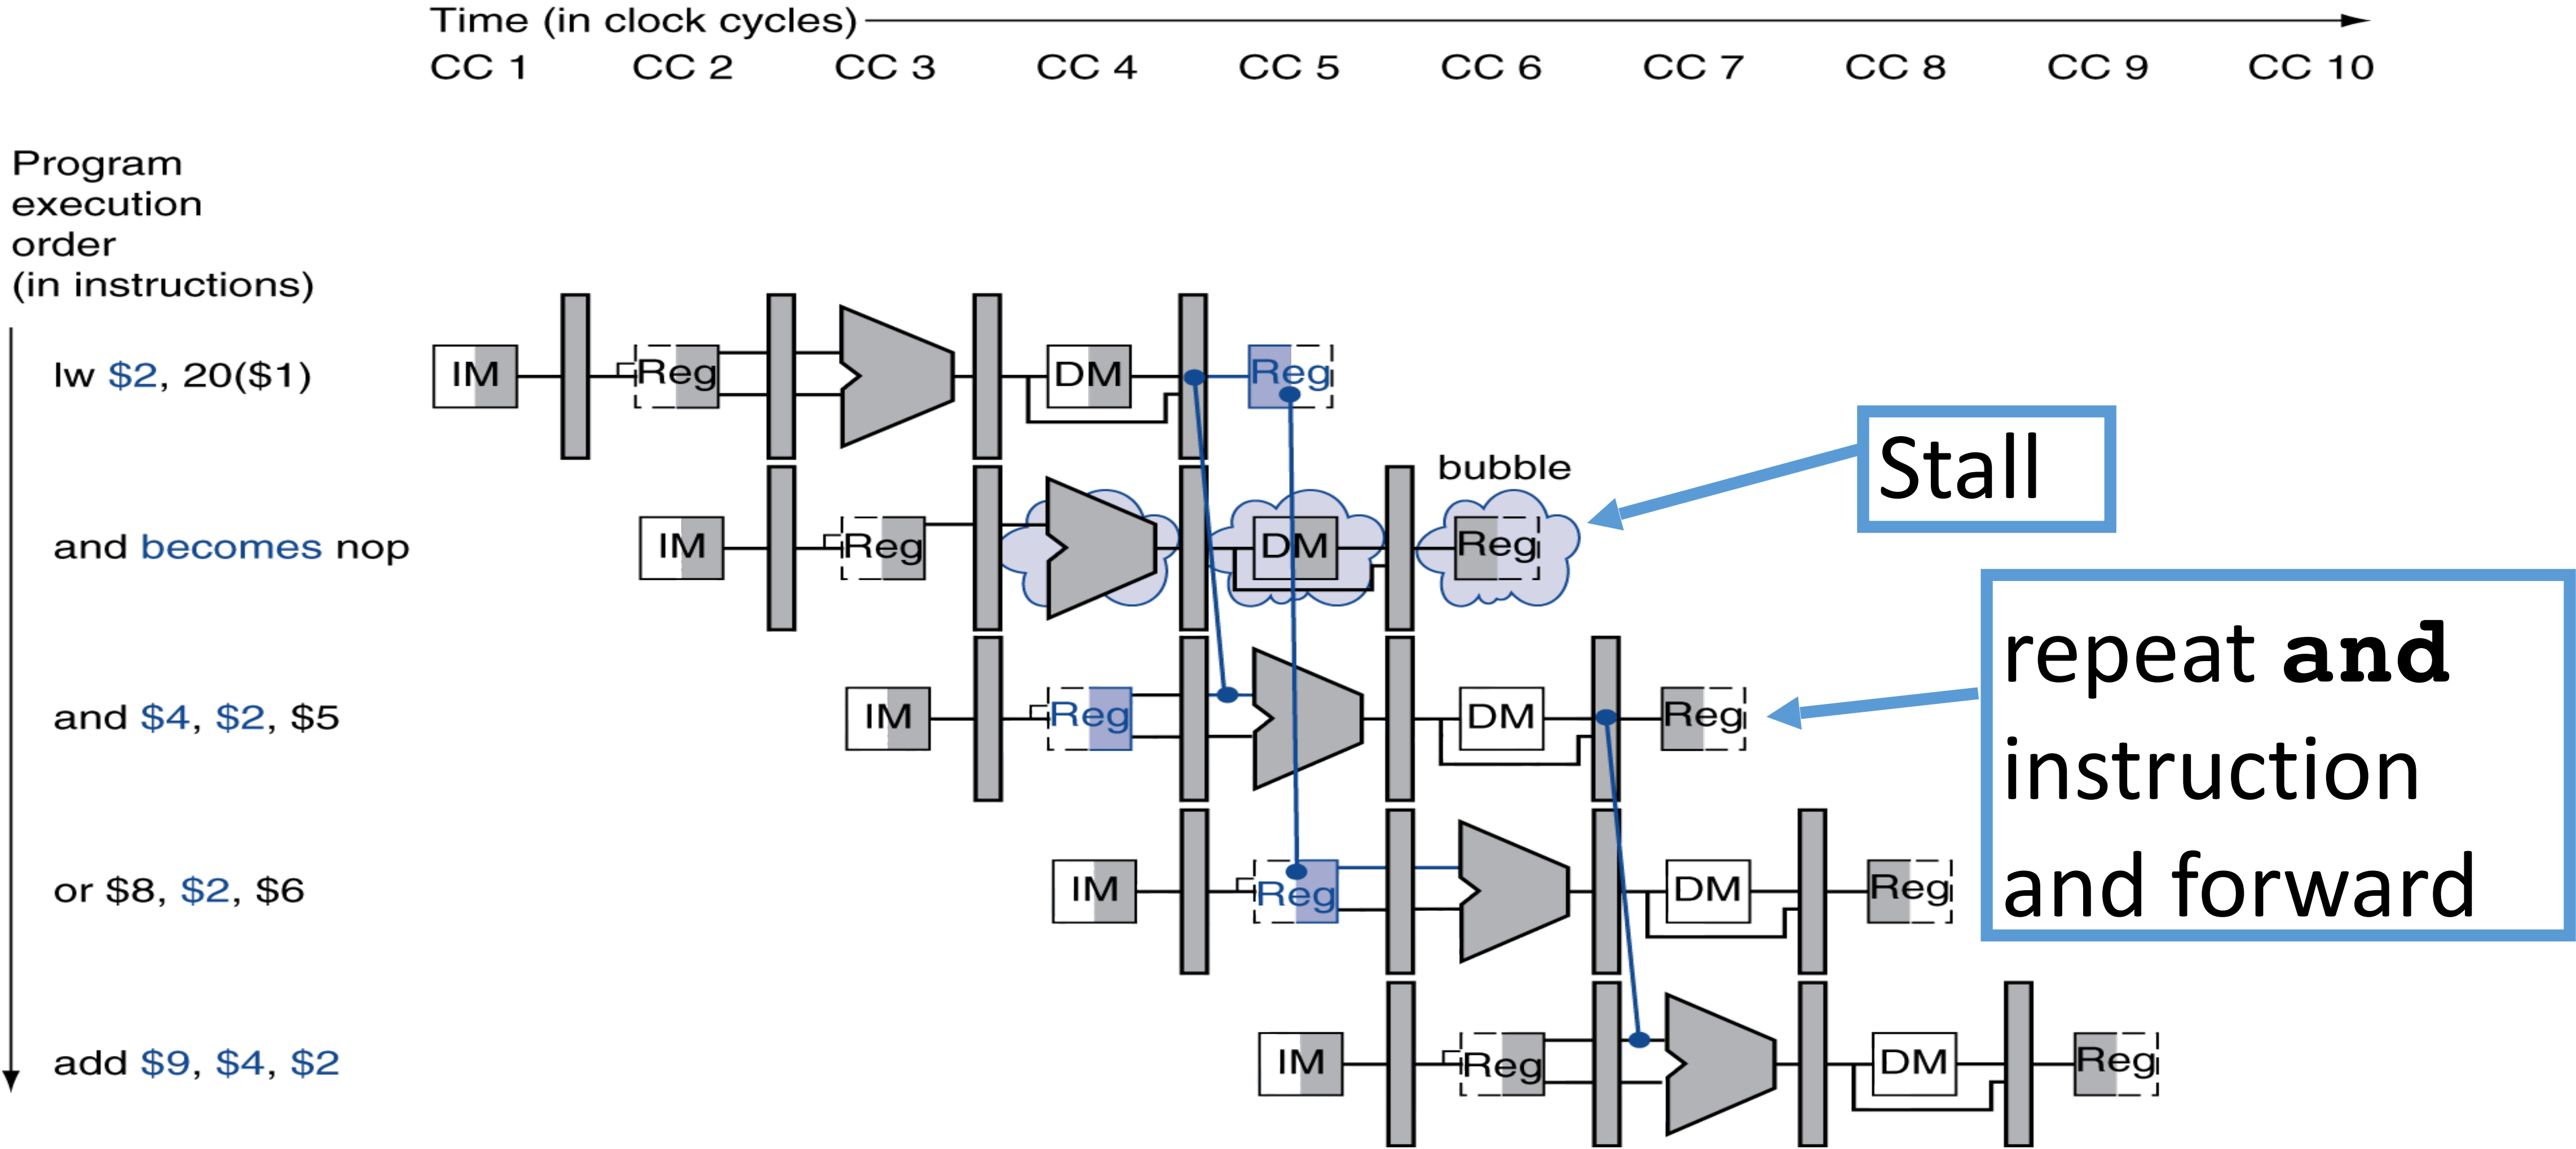 Time (in clock cycles)
CC 1 CC 2 CC 3 CC 4 CC 5 CC 6 CC 7 CC 8 CC 9 CC 10
Program
execution
order
(in instructions)
lw $2, 20($1)
IM Reg DM Reg
bubble
Stall
and becomes nop
IM Reg DM Reg
and $4, $2, $5
IM Reg DM Reg
repeat and
instruction
and forward
or $8, $2, $6
IM Reg DM Reg
add $9, $4, $2
IM Reg DM Reg